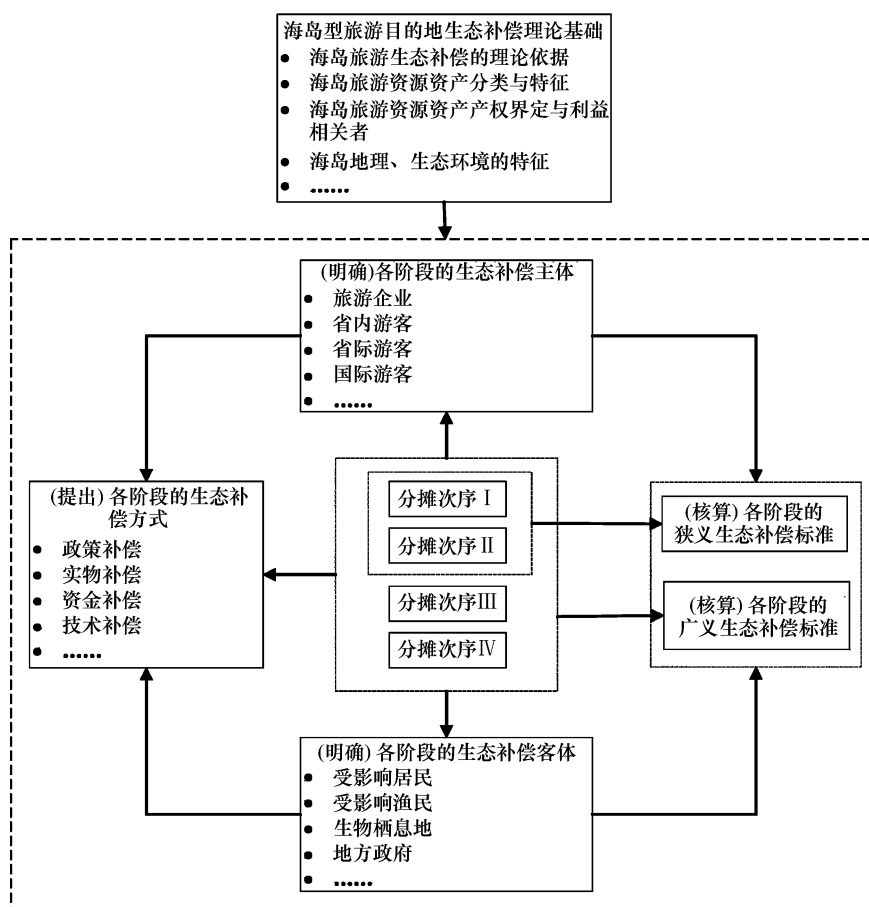 海岛型旅游目的地生态补偿理论基础
● 海岛旅游生态补偿的理论依据
● 海岛旅游资源资产分类与特征
● 海岛旅游资源资产产权界定与利益
相关者
● 海岛地理、生态环境的特征
● ……
(明确)各阶段的生态补偿主体
● 旅游企业
● 省内游客
● 省际游客
● 国际游客
● ……
(提出) 各阶段的生态补
偿方式
● 政策补偿
● 实物补偿
● 资金补偿
● 技术补偿
● ……
分摊次序Ⅰ
分摊次序Ⅱ
分摊次序Ⅲ
分摊次序Ⅳ
(核算) 各阶段的
狭义生态补偿标准
(核算) 各阶段的
广义生态补偿标准
(明确) 各阶段的生态补偿客体
● 受影响居民
● 受影响渔民
● 生物栖息地
● 地方政府
● ……